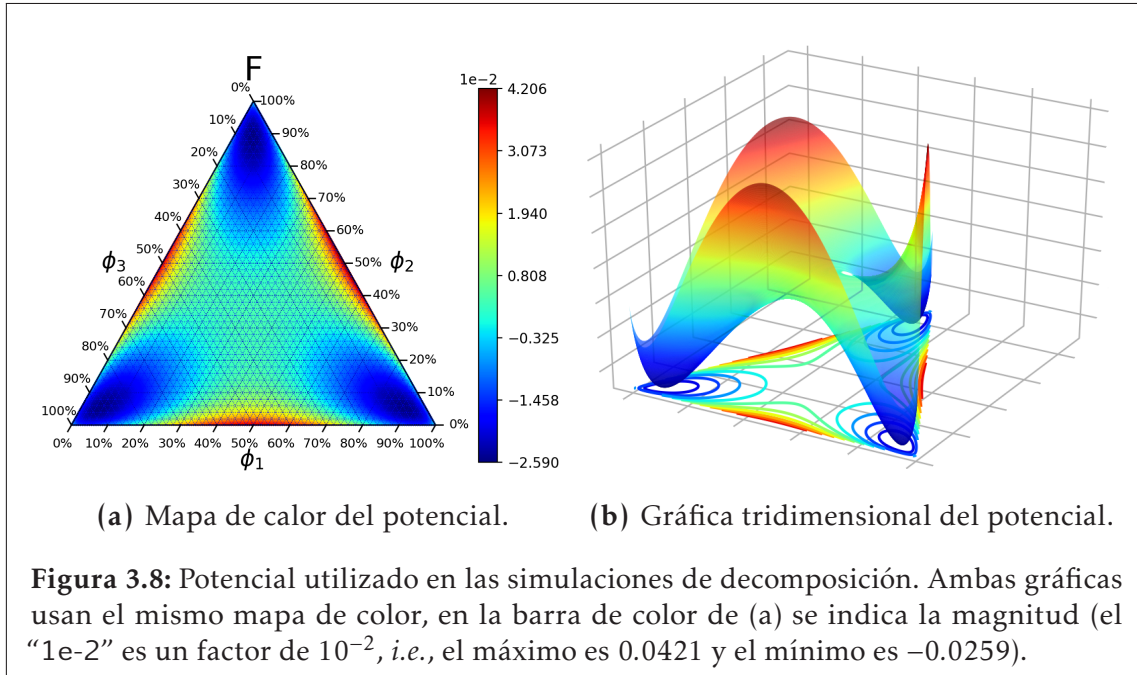 F
1e-2
0%
100%
10%
90%
20%
80%
30%
70%
40%
60%
ϕ3
50%
50%
ϕ2
60%
40%
70%
30%
80%
20%
90%
10%
100%
0%
0% 10% 20% 30% 40% 50% 60% 70% 80% 90% 100%
ϕ1
4.206
3.073
1.940
0.808
−0.325
−1.458
−2.590
(a) Mapa de calor del potencial.
(b) Gráfica tridimensional del potencial.
Figura 3.8: Potencial utilizado en las simulaciones de decomposición. Ambas gráficas
usan el mismo mapa de color, en la barra de color de (a) se indica la magnitud (el
“1e-2” es un factor de 10⁻², i.e., el máximo es 0.0421 y el mínimo es −0.0259).